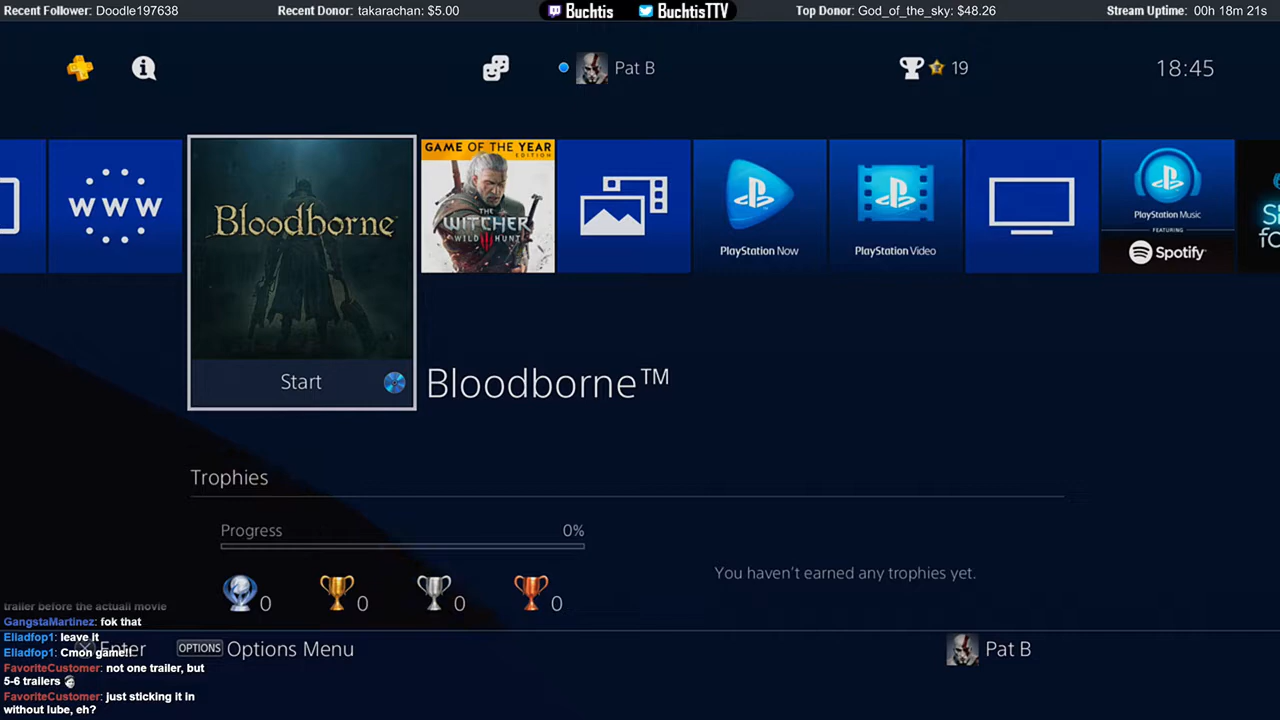 Recent Follower: Doodle197638
Recent Donor: takarachan: $5.00
Buchtis
BuchtisTTV
Top Donor: God_of_the_sky: $48.26
Stream Uptime: 00h 18m 21s
Pat B
19
18:45
WWW
Bloodborne
GAME OF THE YEAR
EDITION
THE
WITCHER
WILD HUNT
PlayStation Now
PlayStation Video
PlayStation Music
FEATURING
Spotify
Start
Bloodborne™
Trophies
Progress 0%
0 0 0 0
You haven't earned any trophies yet.
trailer before the actuall movie
GangstaMartinez: fok that
Eliadfop1: leave it
Eliadfop1: Cmon game!!
FavoriteCustomer: not one trailer, but
5-6 trailers
FavoriteCustomer: just sticking it in
without lube, eh?
Enter
OPTIONS Options Menu
Pat B